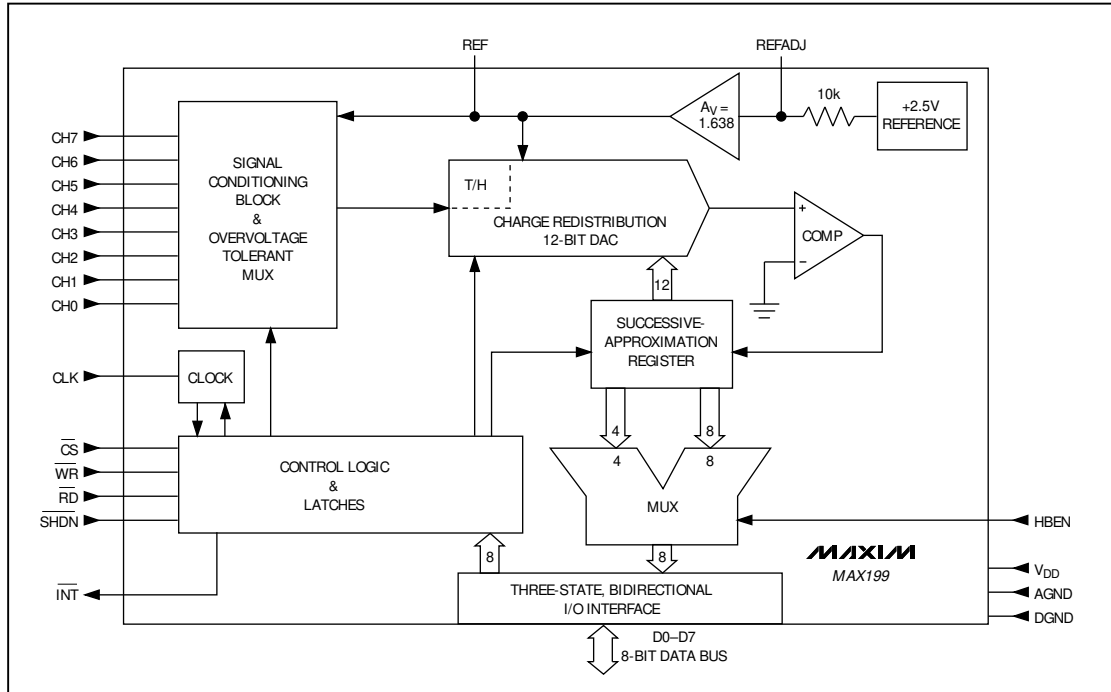 REF
REFADJ
10k
+2.5V
REFERENCE
AV =
1.638
CH7
CH6
CH5
CH4
CH3
CH2
CH1
CH0
SIGNAL
CONDITIONING
BLOCK
&
OVERVOLTAGE
TOLERANT
MUX
T/H
CHARGE REDISTRIBUTION
12-BIT DAC
+
COMP
−
12
SUCCESSIVE-
APPROXIMATION
REGISTER
CLK
CLOCK
4
8
4
8
MUX
CS
WR
RD
SHDN
CONTROL LOGIC
&
LATCHES
HBEN
8
8
MAXIM
MAX199
INT
THREE-STATE, BIDIRECTIONAL
I/O INTERFACE
VDD
AGND
DGND
D0–D7
8-BIT DATA BUS